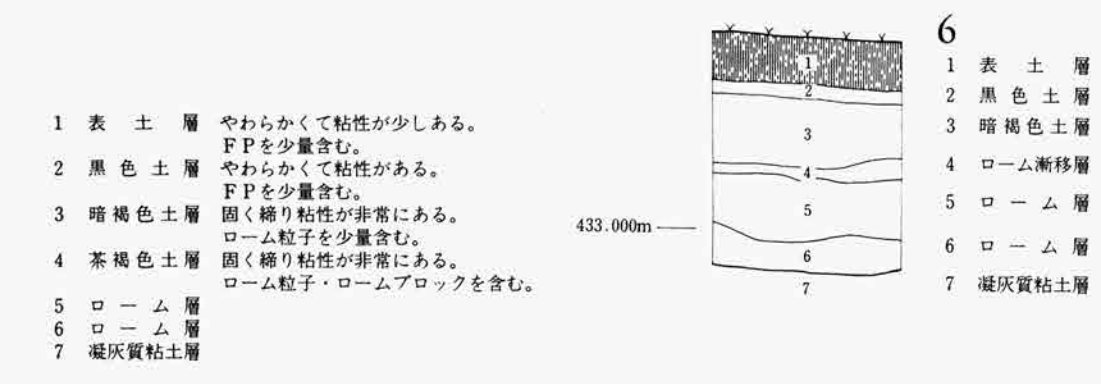 1 表土層 やわらかくて粘性が少しある。
FPを少量含む。
2 黒色土層 やわらかくて粘性がある。
FPを少量含む。
3 暗褐色土層 固く締り粘性が非常にある。
ローム粒子を少量含む。
4 茶褐色土層 固く締り粘性が非常にある。
ローム粒子・ロームブロックを含む。
5 ローム層
6 ローム層
7 凝灰質粘土層
433.000m
1
2
3
4
5
6
7
6
1 表土層
2 黒色土層
3 暗褐色土層
4 ローム漸移層
5 ローム層
6 ローム層
7 凝灰質粘土層